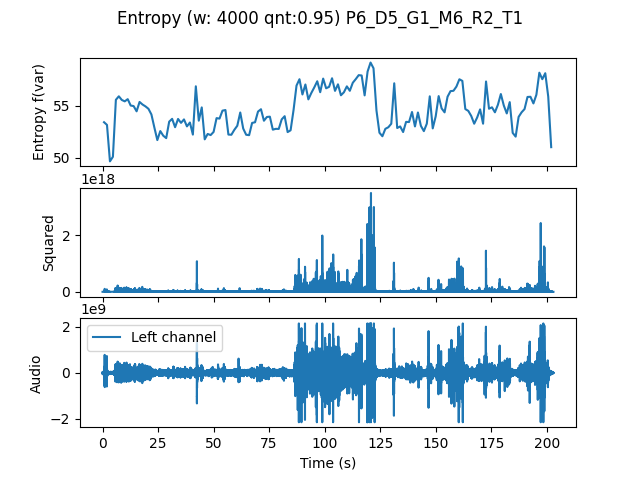 Entropy (w: 4000 qnt:0.95) P6_D5_G1_M6_R2_T1
Entropy f(var)
55
50
1e18
Squared
2
0
1e9
Audio
2
0
−2
Left channel
0 25 50 75 100 125 150 175 200
Time (s)